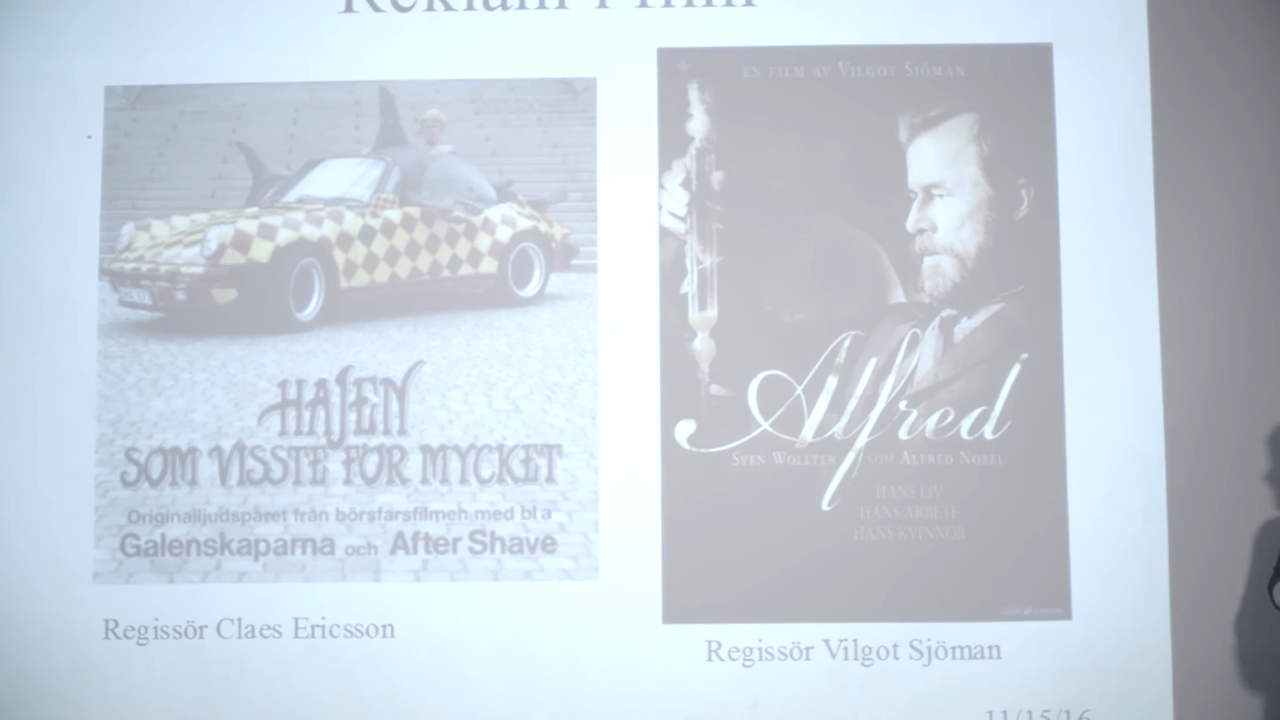 Reklam i film
HAJEN
SOM VISSTE FÖR MYCKET
Originalljudspåret från börsfarsfilmen med bl a
Galenskaparna och After Shave
Regissör Claes Ericsson
EN FILM AV VILGOT SJÖMAN
Alfred
SVEN WOLLTER SOM ALFRED NOBEL
HANS LIV
HANS ARBETE
HANS KVINNOR
Regissör Vilgot Sjöman
11/15/16